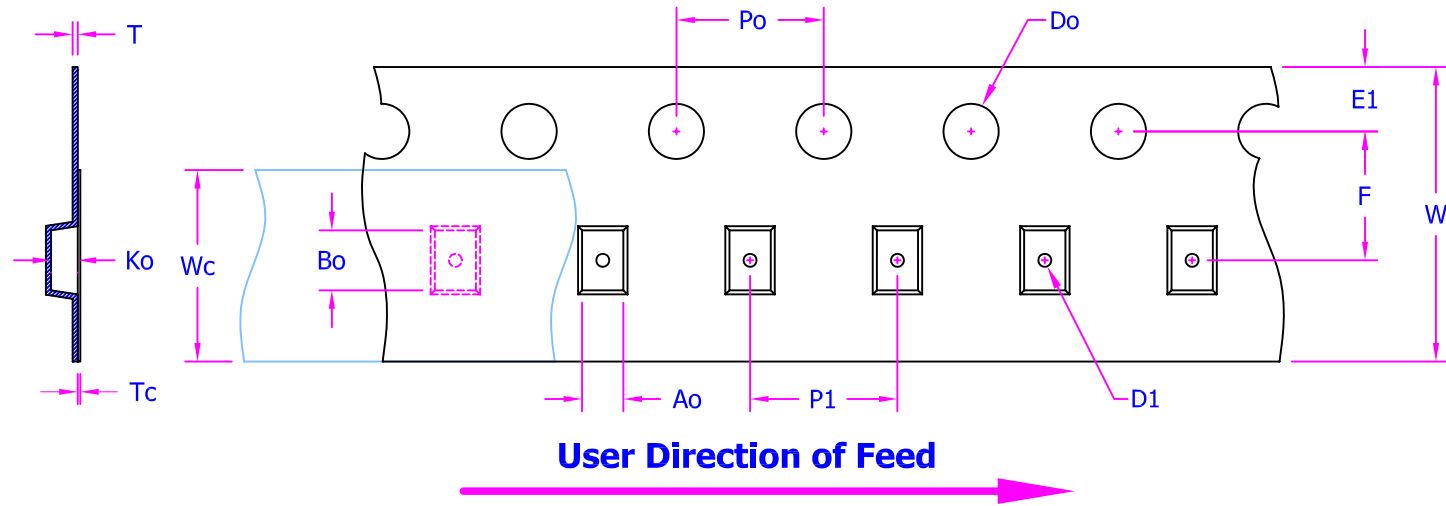 T
Po
Do
E1
F
W
Ko
Wc
Bo
Tc
Ao
P1
D1
User Direction of Feed